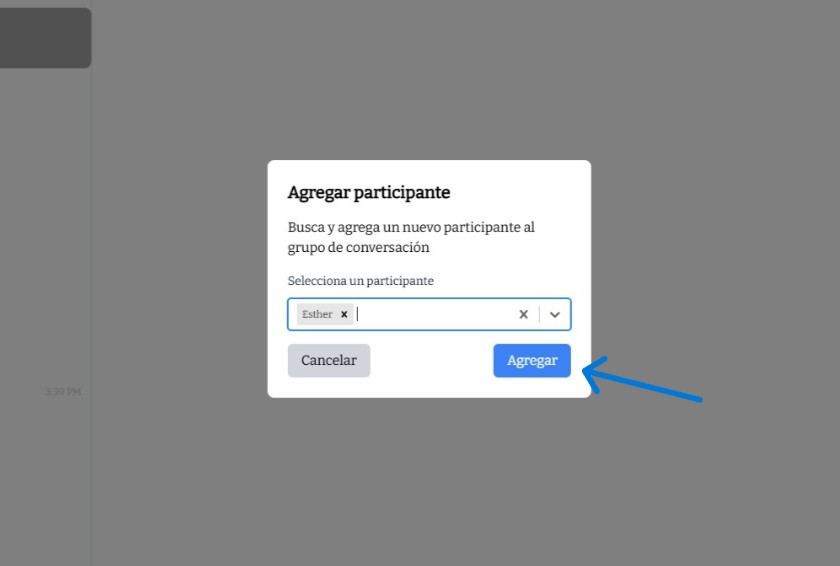 Agregar participante
Busca y agrega un nuevo participante al
grupo de conversación
Selecciona un participante
Esther
Cancelar
Agregar
3:39 PM